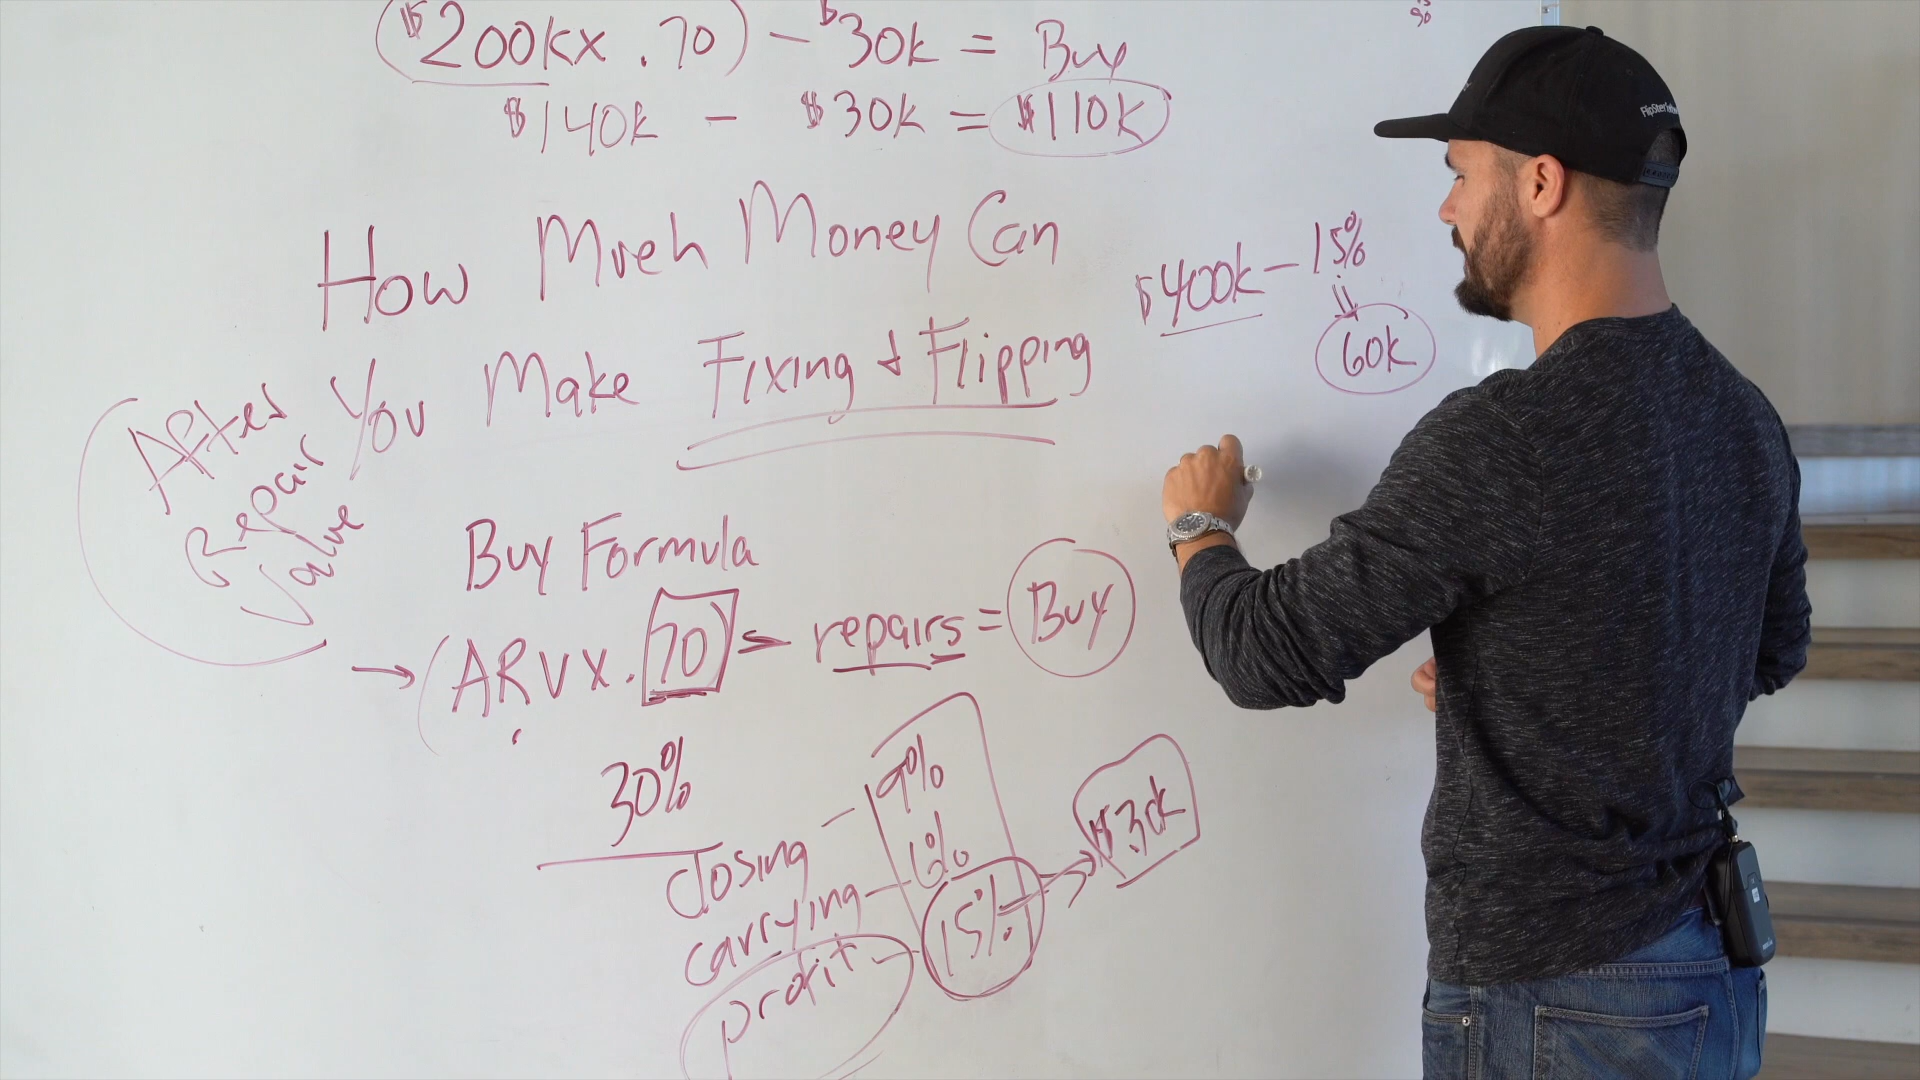 ($200k x .70) - $30k = Buy
$140k - $30k = $110k
How Much Money Can
You Make Fixing + Flipping
$400k - 15%
60k
After
Repair
Value
Buy Formula
→ (ARV x .70) - repairs = Buy
30%
closing - 9%
carrying - 6%
profit - 15% → $30k